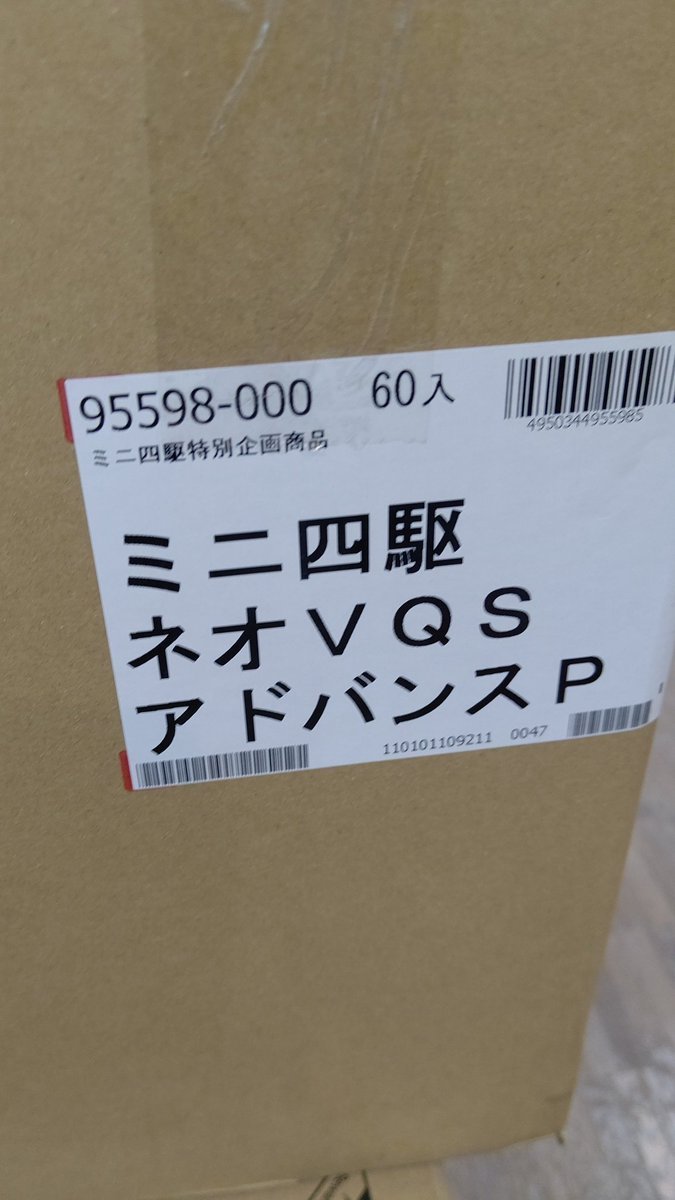 95598-000 60入
4950344955985
ミニ四駆特別企画商品
ミニ四駆
ネオVQS
アドバンスP
110101109211 0047